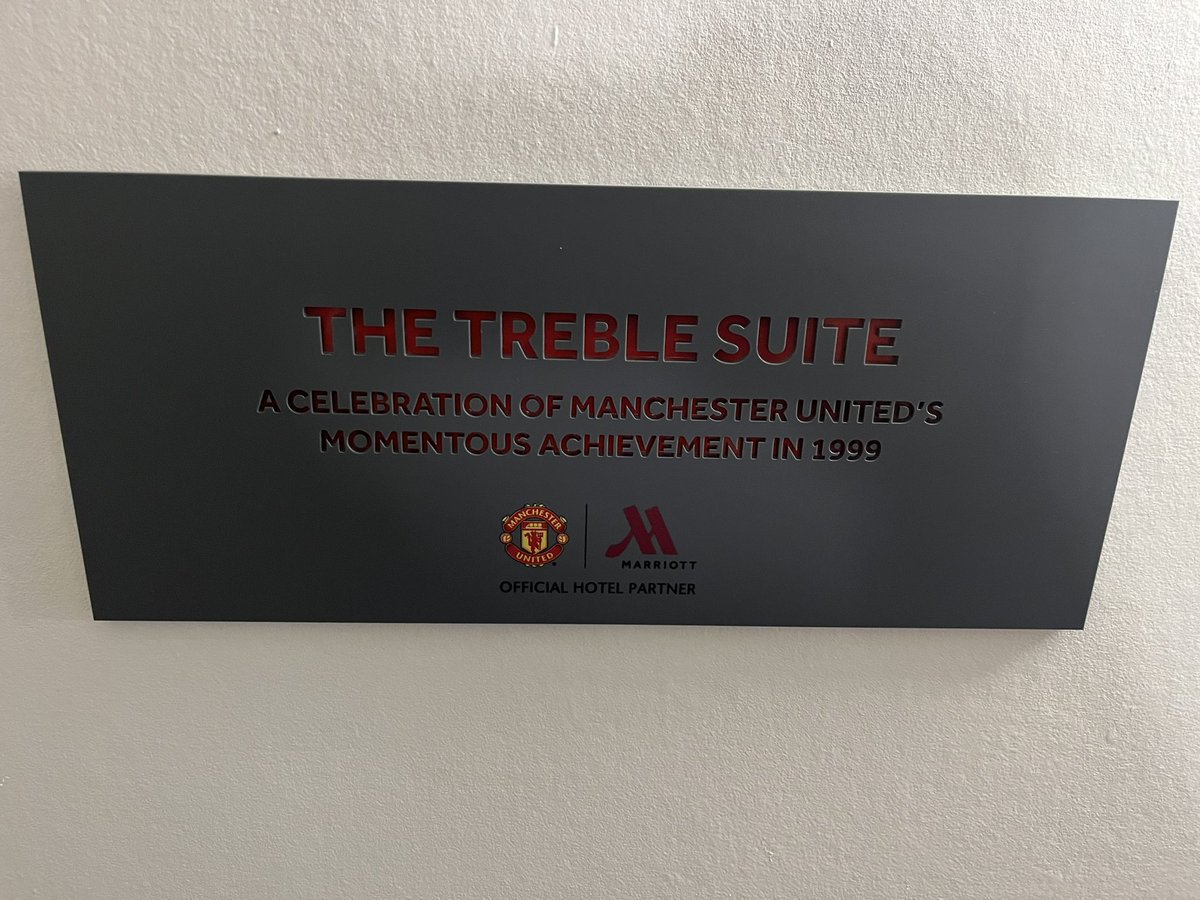 THE TREBLE SUITE
A CELEBRATION OF MANCHESTER UNITED'S
MOMENTOUS ACHIEVEMENT IN 1999
MANCHESTER
UNITED
MARRIOTT
OFFICIAL HOTEL PARTNER